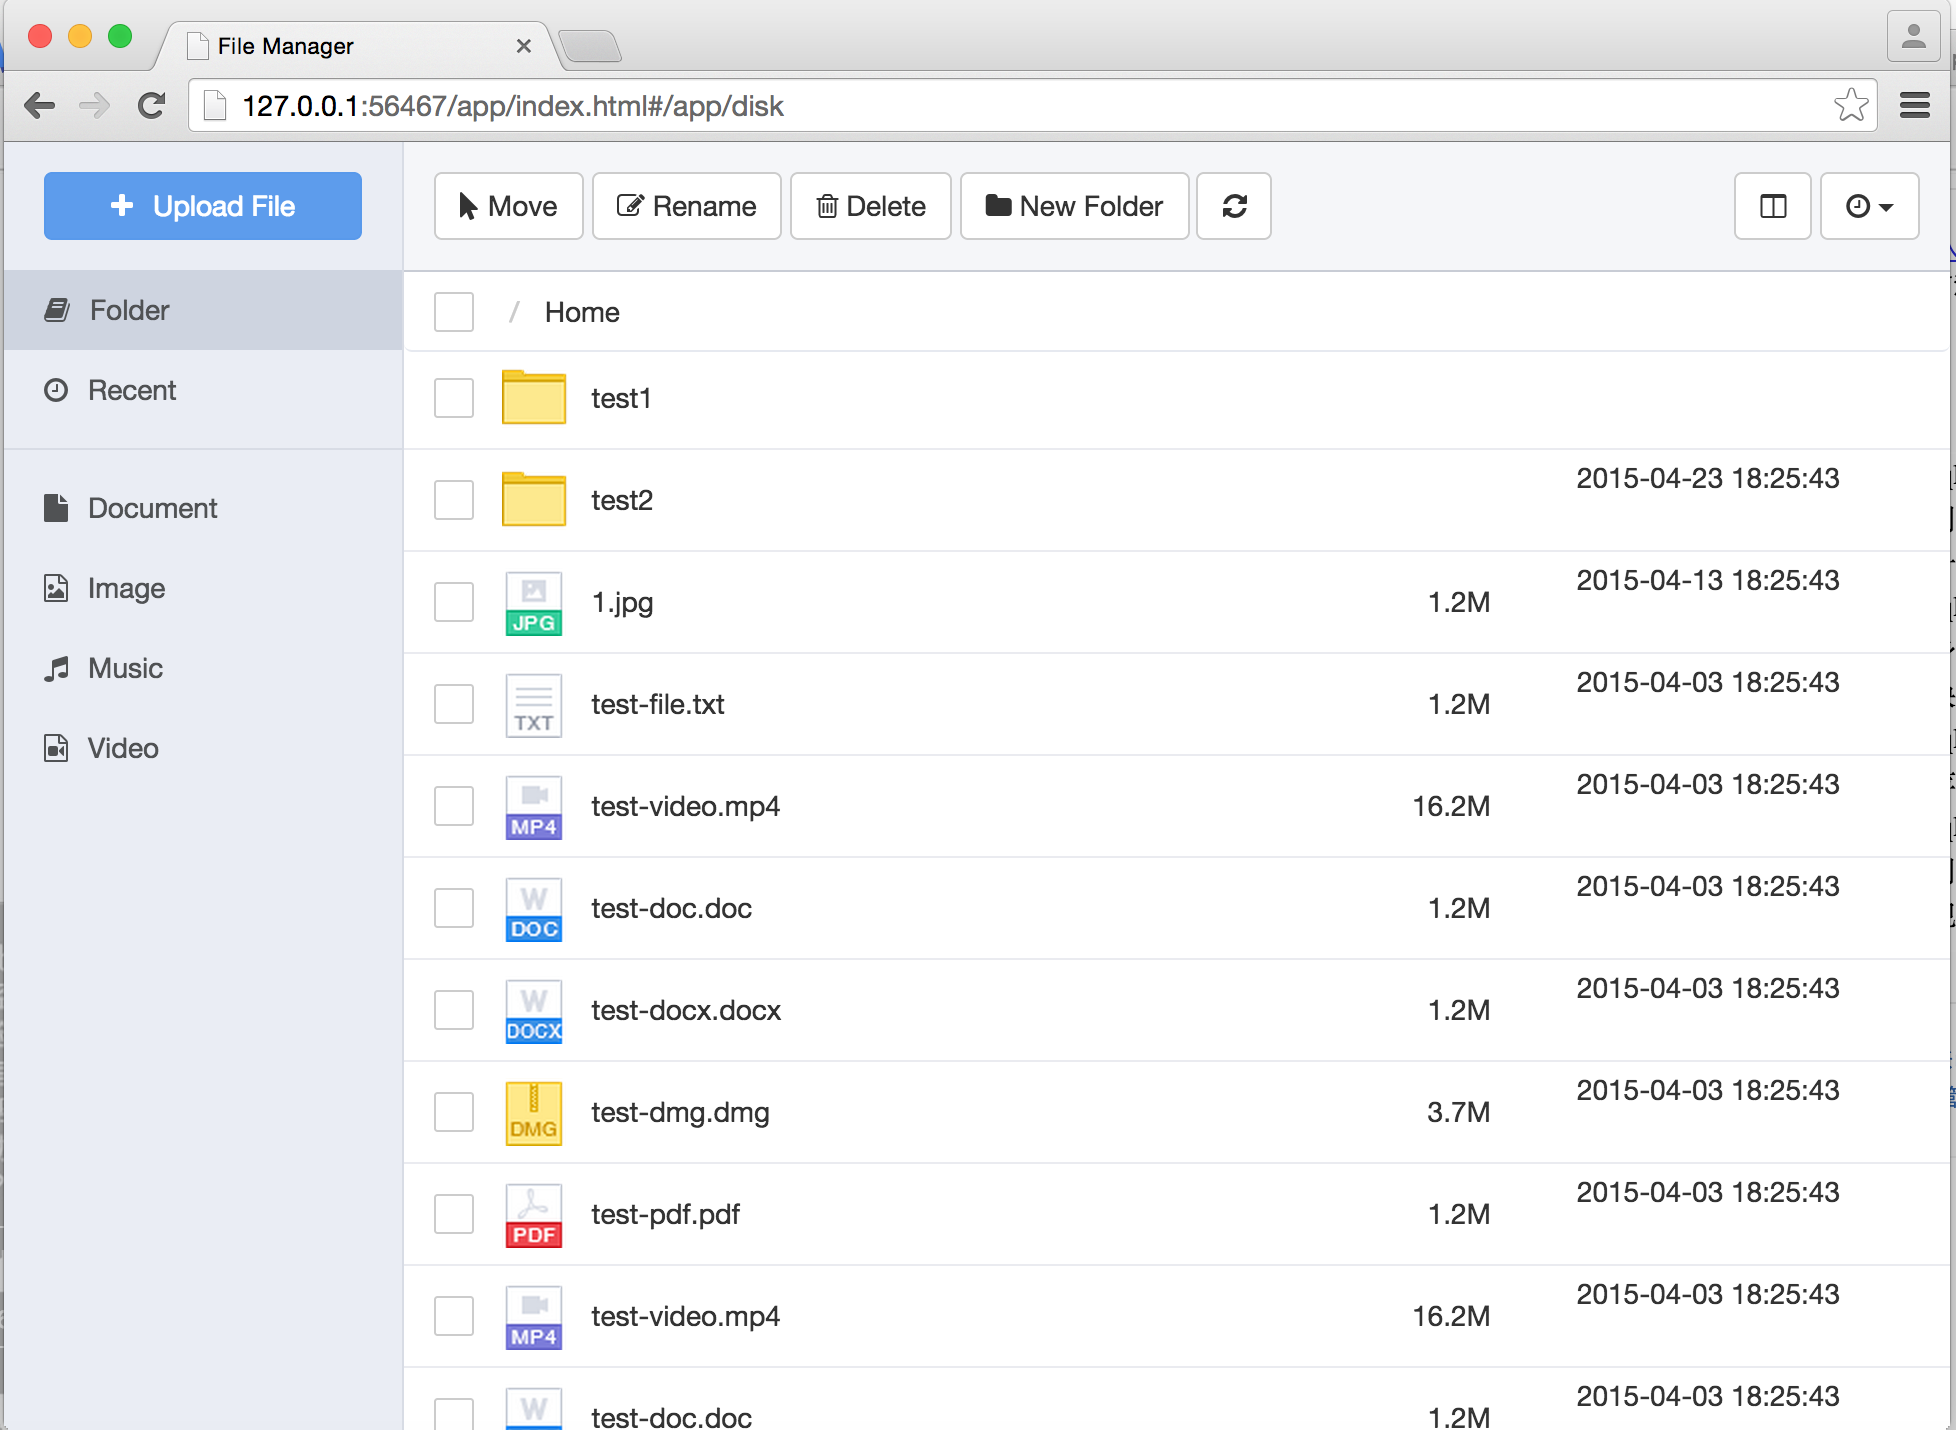 File Manager
127.0.0.1:56467/app/index.html#/app/disk
Upload File
Move
Rename
Delete
New Folder
Folder
Recent
Document
Image
Music
Video
/ Home
test1
test2 2015-04-23 18:25:43
JPG 1.jpg 1.2M 2015-04-13 18:25:43
TXT test-file.txt 1.2M 2015-04-03 18:25:43
MP4 test-video.mp4 16.2M 2015-04-03 18:25:43
W DOC test-doc.doc 1.2M 2015-04-03 18:25:43
W DOCX test-docx.docx 1.2M 2015-04-03 18:25:43
DMG test-dmg.dmg 3.7M 2015-04-03 18:25:43
PDF test-pdf.pdf 1.2M 2015-04-03 18:25:43
MP4 test-video.mp4 16.2M 2015-04-03 18:25:43
W test-doc.doc 1.2M 2015-04-03 18:25:43